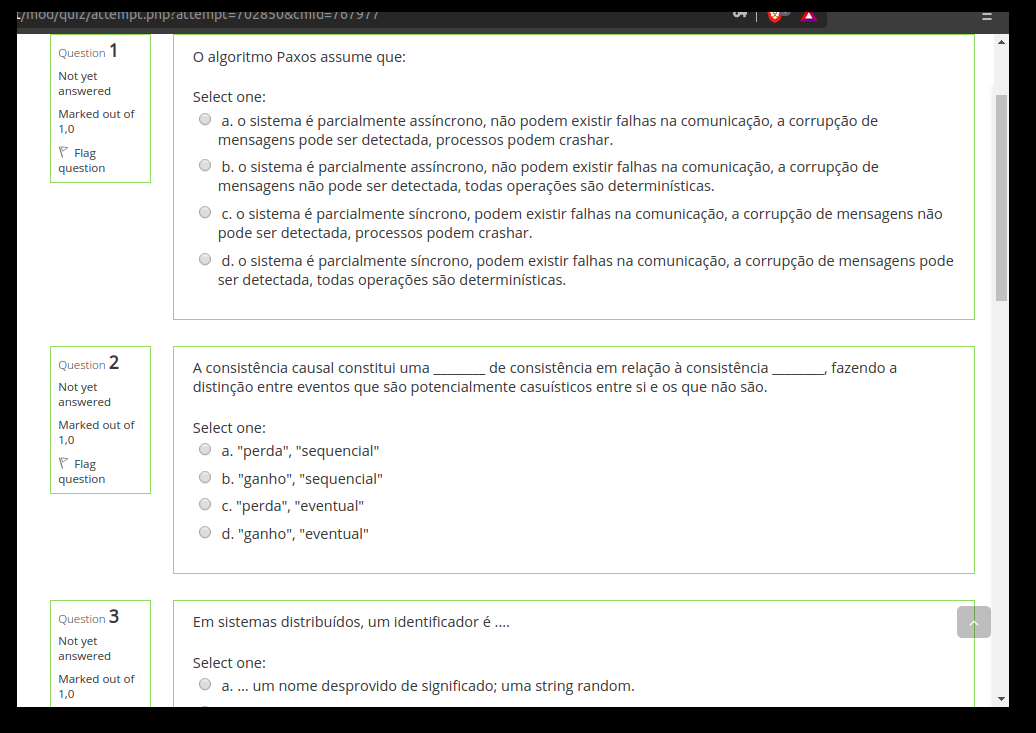 t/mod/quiz/attempt.php?attempt=702850&cmid=767977
Question 1
Not yet
answered
Marked out of
1,0
Flag
question
O algoritmo Paxos assume que:
Select one:
a. o sistema é parcialmente assíncrono, não podem existir falhas na comunicação, a corrupção de
mensagens pode ser detectada, processos podem crashar.
b. o sistema é parcialmente assíncrono, não podem existir falhas na comunicação, a corrupção de
mensagens não pode ser detectada, todas operações são determinísticas.
c. o sistema é parcialmente síncrono, podem existir falhas na comunicação, a corrupção de mensagens não
pode ser detectada, processos podem crashar.
d. o sistema é parcialmente síncrono, podem existir falhas na comunicação, a corrupção de mensagens pode
ser detectada, todas operações são determinísticas.
Question 2
Not yet
answered
Marked out of
1,0
Flag
question
A consistência causal constitui uma ________ de consistência em relação à consistência ________, fazendo a
distinção entre eventos que são potencialmente casuísticos entre si e os que não são.
Select one:
a. "perda", "sequencial"
b. "ganho", "sequencial"
c. "perda", "eventual"
d. "ganho", "eventual"
Question 3
Not yet
answered
Marked out of
1,0
Em sistemas distribuídos, um identificador é ....
Select one:
a. ... um nome desprovido de significado; uma string random.